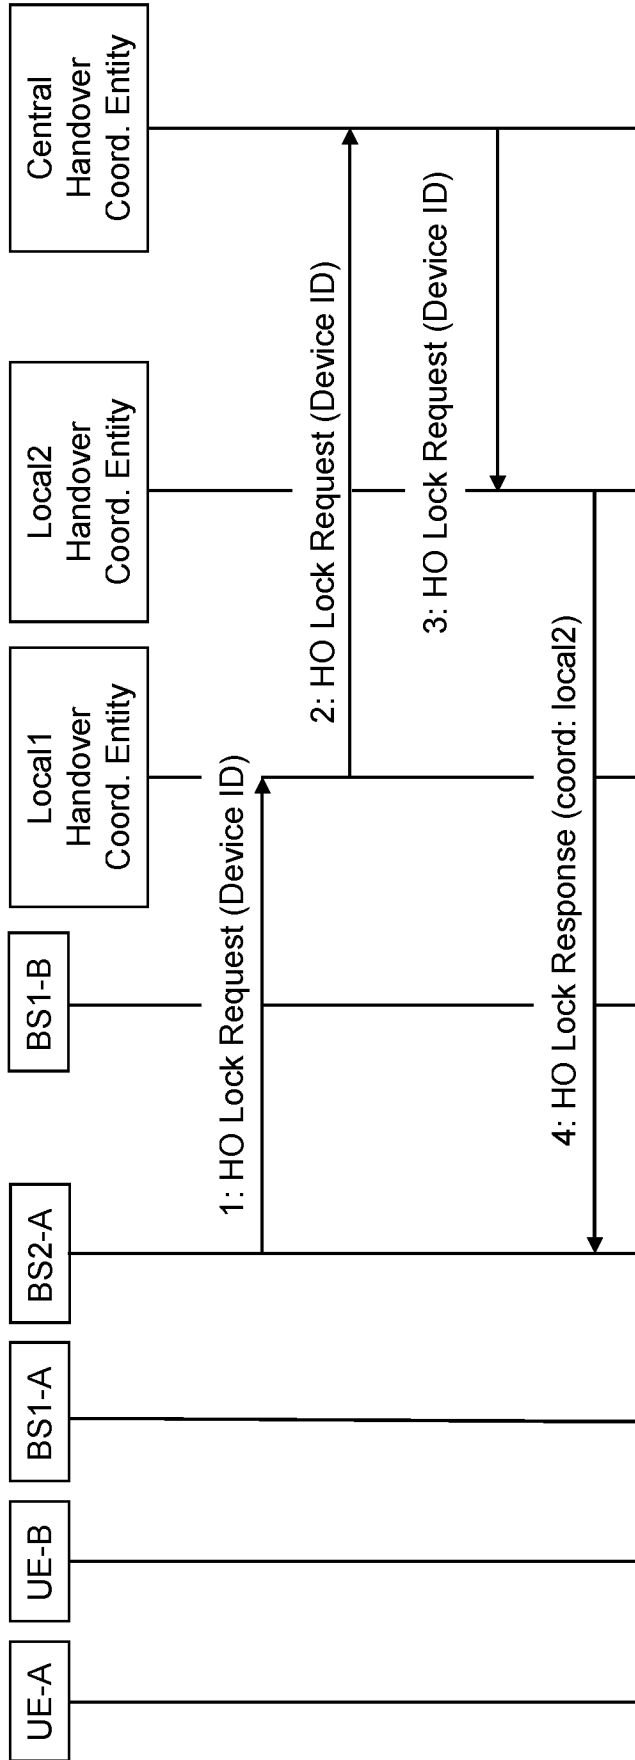 UE-A
UE-B
BS1-A
BS2-A
BS1-B
Local1
Handover
Coord. Entity
Local2
Handover
Coord. Entity
Central
Handover
Coord. Entity
1: HO Lock Request (Device ID)
2: HO Lock Request (Device ID)
3: HO Lock Request (Device ID)
4: HO Lock Response (coord: local2)